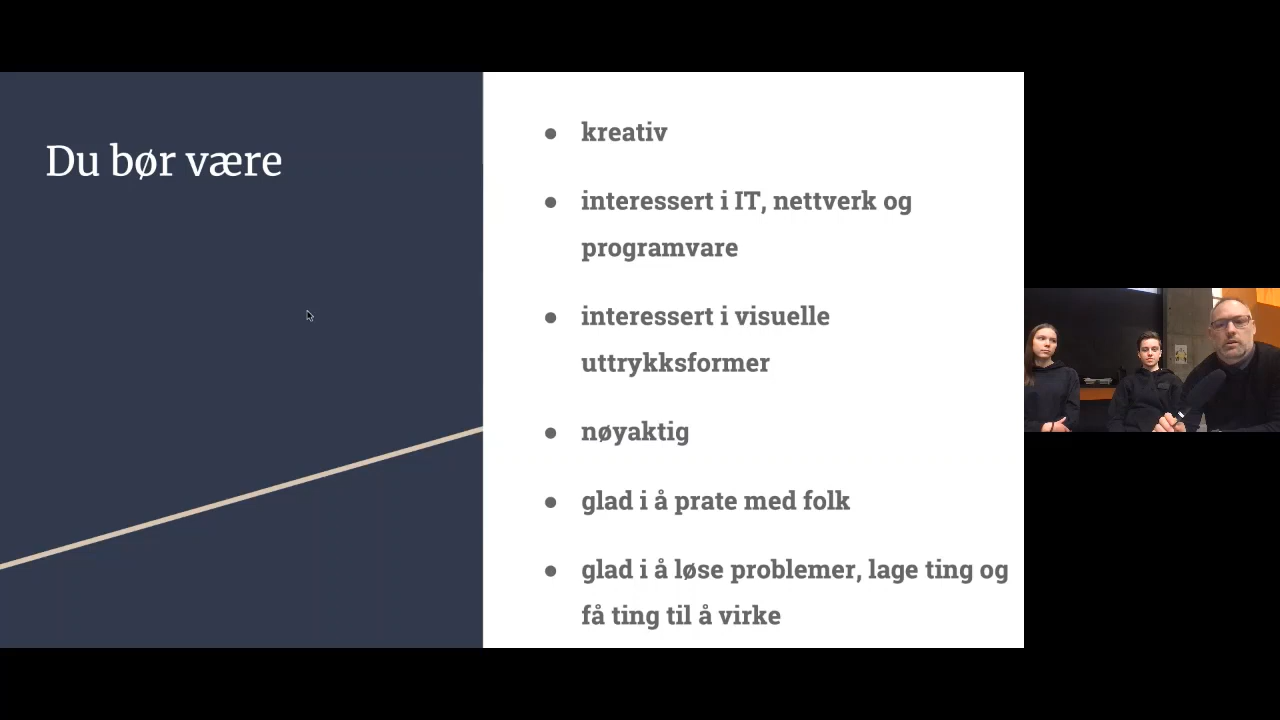 Du bør være
● kreativ
● interessert i IT, nettverk og
programvare
● interessert i visuelle
uttrykksformer
● nøyaktig
● glad i å prate med folk
● glad i å løse problemer, lage ting og
få ting til å virke